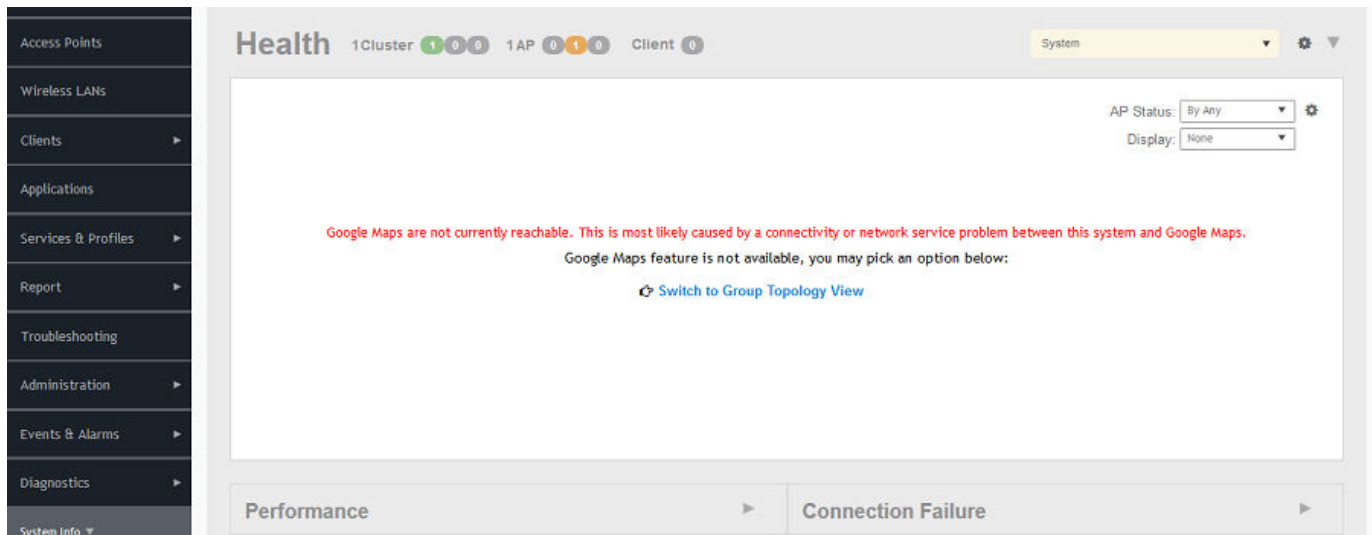 Access Points
Wireless LANs
Clients
Applications
Services & Profiles
Report
Troubleshooting
Administration
Events & Alarms
Diagnostics
System Info
Health 1Cluster 1 0 0 1 AP 0 1 0 Client 0
System
AP Status: By Any
Display: None
Google Maps are not currently reachable. This is most likely caused by a connectivity or network service problem between this system and Google Maps.
Google Maps feature is not available, you may pick an option below:
Switch to Group Topology View
Performance
Connection Failure